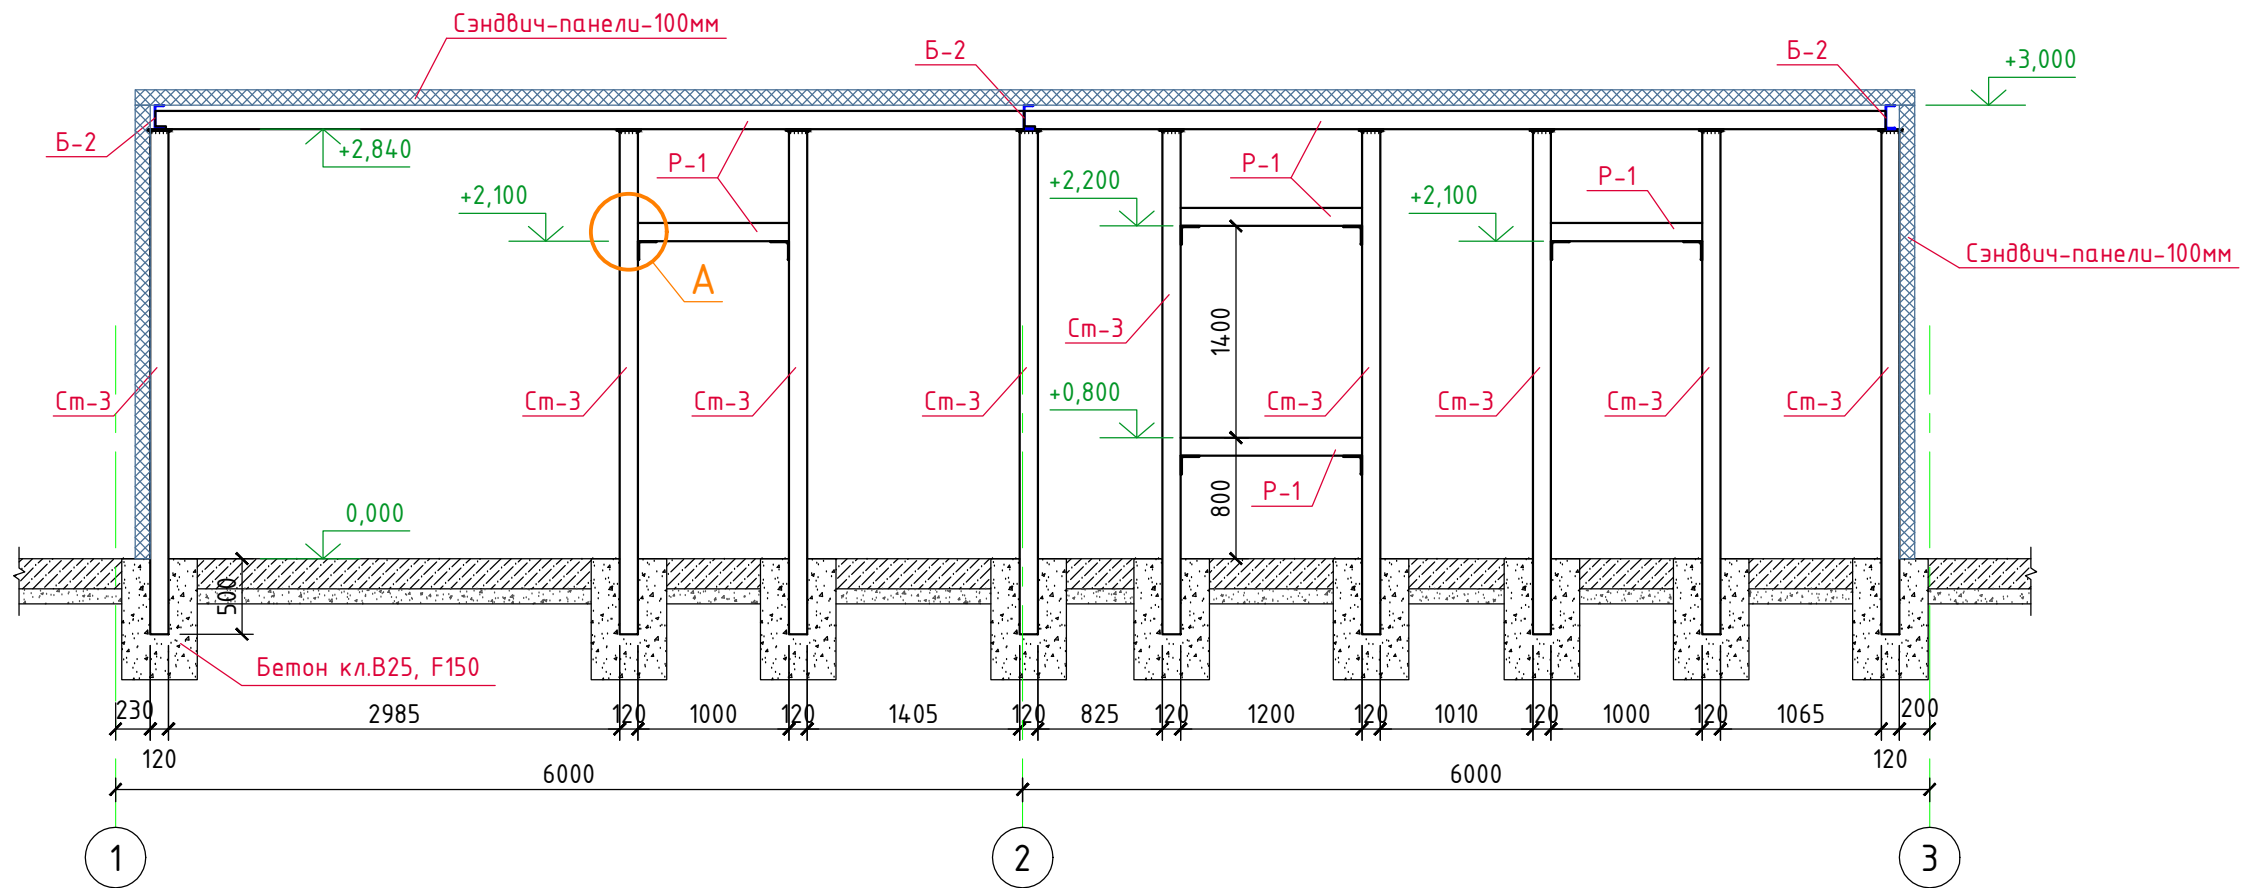 Сэндвич-панели-100мм
Б-2
Б-2
+3,000
Б-2
+2,840
Р-1
Р-1
Р-1
+2,100
+2,200
+2,100
Сэндвич-панели-100мм
А
Ст-3
1400
Ст-3
Ст-3
Ст-3
Ст-3
+0,800
Ст-3
Ст-3
Ст-3
Ст-3
Р-1
800
0,000
500
Бетон кл.В25, F150
230
2985
120
1000
120
1405
120
825
120
1200
120
1010
120
1000
120
1065
200
120
120
6000
6000
1
2
3